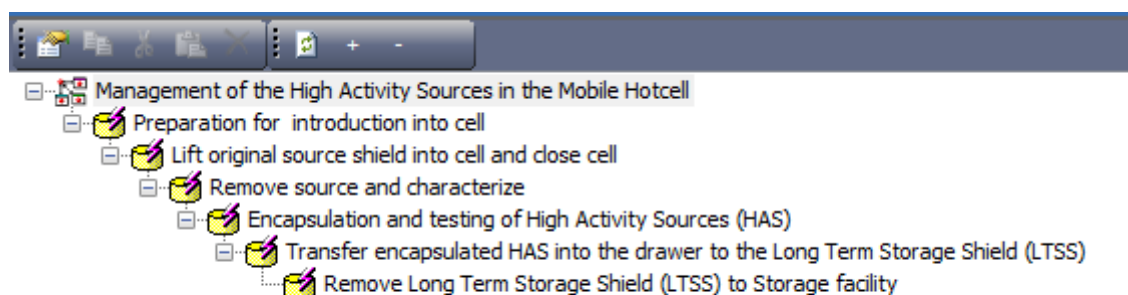 + -
Management of the High Activity Sources in the Mobile Hotcell
Preparation for introduction into cell
Lift original source shield into cell and close cell
Remove source and characterize
Encapsulation and testing of High Activity Sources (HAS)
Transfer encapsulated HAS into the drawer to the Long Term Storage Shield (LTSS)
Remove Long Term Storage Shield (LTSS) to Storage facility